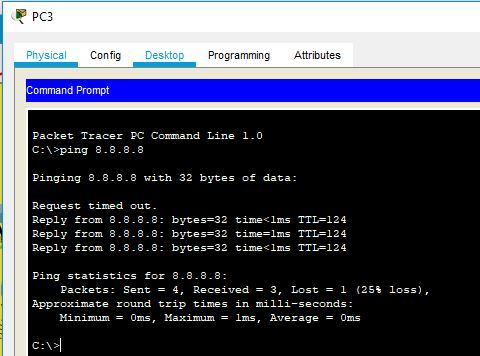 PC3
Physical Config Desktop Programming Attributes
Command Prompt
Packet Tracer PC Command Line 1.0
C:\>ping 8.8.8.8
Pinging 8.8.8.8 with 32 bytes of data:
Request timed out.
Reply from 8.8.8.8: bytes=32 time<1ms TTL=124
Reply from 8.8.8.8: bytes=32 time=1ms TTL=124
Reply from 8.8.8.8: bytes=32 time<1ms TTL=124
Ping statistics for 8.8.8.8:
Packets: Sent = 4, Received = 3, Lost = 1 (25% loss),
Approximate round trip times in milli-seconds:
Minimum = 0ms, Maximum = 1ms, Average = 0ms
C:\>